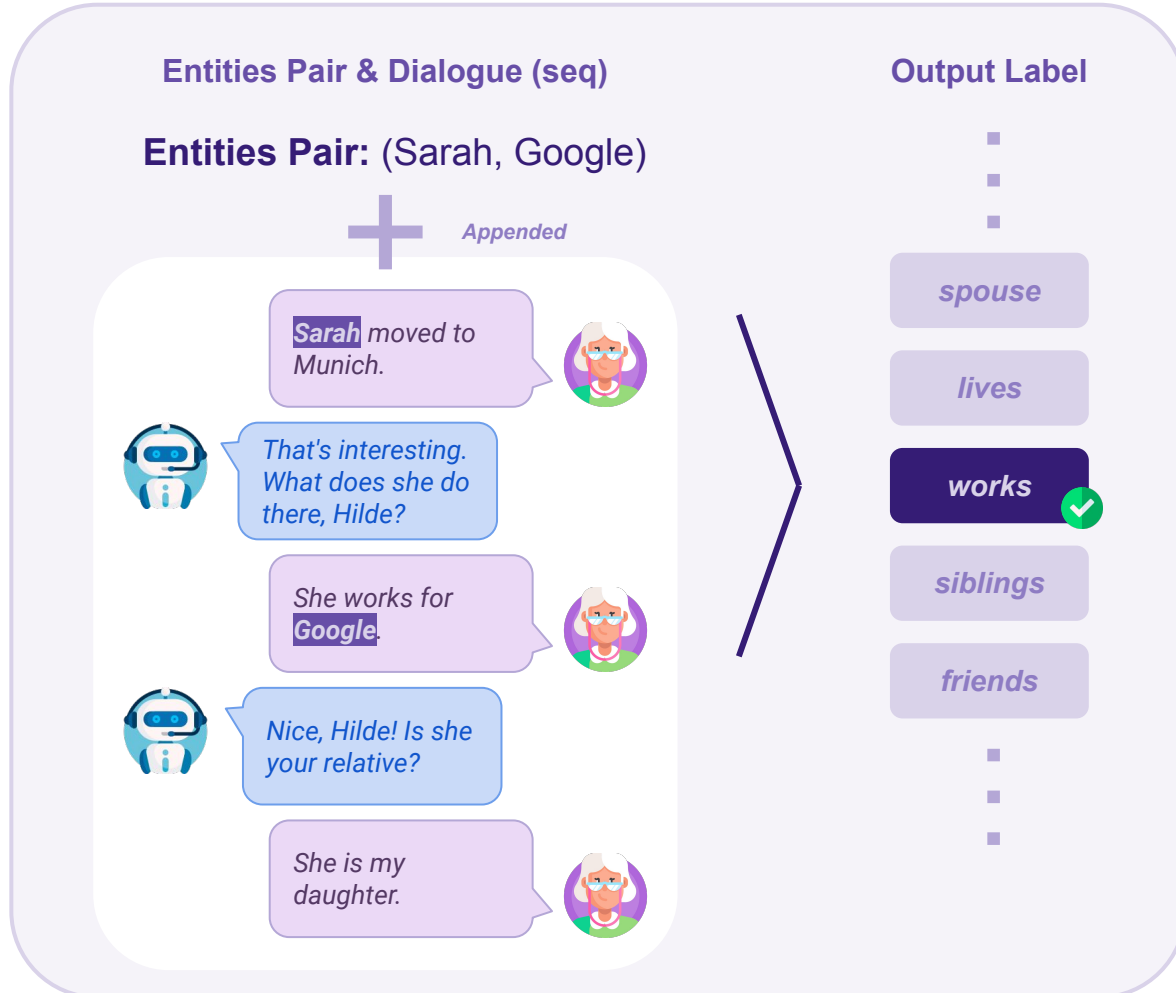 Entities Pair & Dialogue (seq)
Output Label
Entities Pair: (Sarah, Google)
Appended
Sarah moved to
Munich.
That's interesting.
What does she do
there, Hilde?
She works for
Google.
Nice, Hilde! Is she
your relative?
She is my
daughter.
spouse
lives
works
siblings
friends